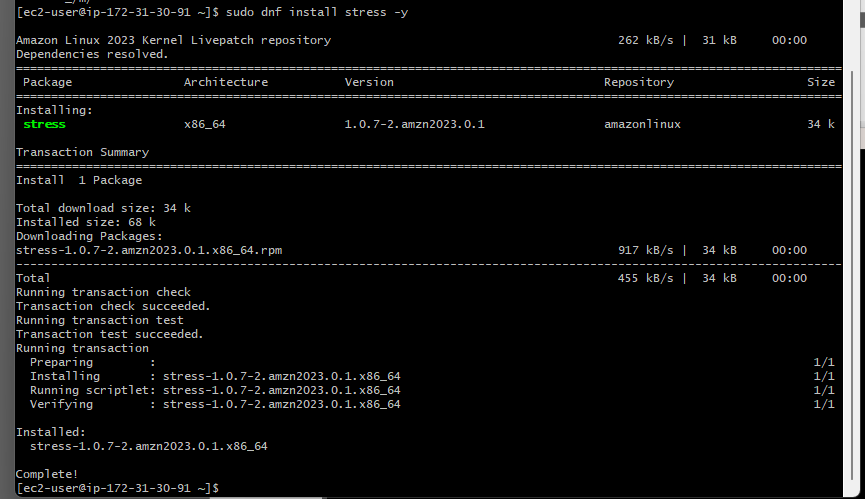 [ec2-user@ip-172-31-30-91 ~]$ sudo dnf install stress -y
Amazon Linux 2023 Kernel Livepatch repository 262 kB/s | 31 kB 00:00
Dependencies resolved.
================================================================================
Package Architecture Version Repository Size
================================================================================
Installing:
stress x86_64 1.0.7-2.amzn2023.0.1 amazonlinux 34 k
Transaction Summary
================================================================================
Install 1 Package
Total download size: 34 k
Installed size: 68 k
Downloading Packages:
stress-1.0.7-2.amzn2023.0.1.x86_64.rpm 917 kB/s | 34 kB 00:00
--------------------------------------------------------------------------------
Total 455 kB/s | 34 kB 00:00
Running transaction check
Transaction check succeeded.
Running transaction test
Transaction test succeeded.
Running transaction
Preparing : 1/1
Installing : stress-1.0.7-2.amzn2023.0.1.x86_64 1/1
Running scriptlet: stress-1.0.7-2.amzn2023.0.1.x86_64 1/1
Verifying : stress-1.0.7-2.amzn2023.0.1.x86_64 1/1
Installed:
stress-1.0.7-2.amzn2023.0.1.x86_64
Complete!
[ec2-user@ip-172-31-30-91 ~]$